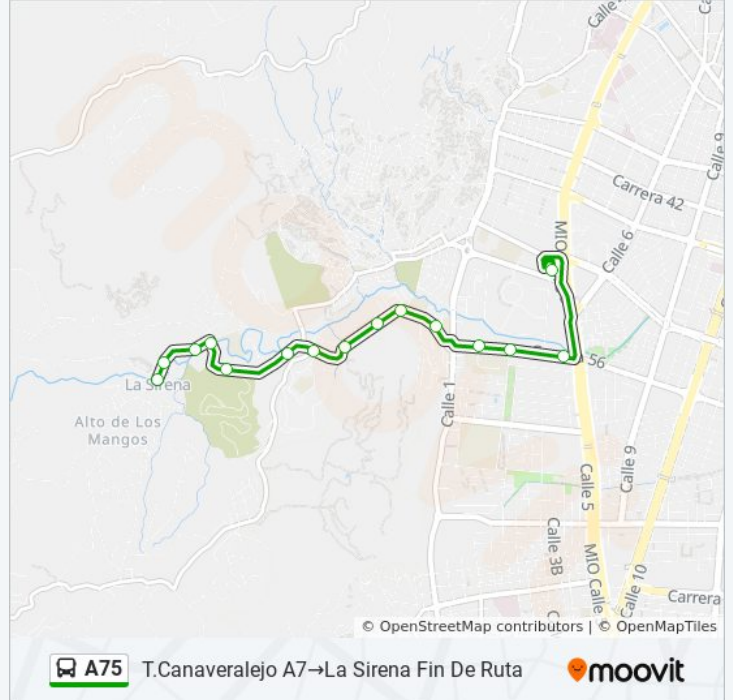 Calle
Calle 9
Carrera 42
MIO
Calle 6
56
La Sirena
Alto de Los
Mangos
Calle 1
Calle 9
Calle 5
Calle 3B
MIO Calle
Calle 10
Carrera
© OpenStreetMap contributors | © OpenMapTiles
A75 T.Canaveralejo A7→La Sirena Fin De Ruta moovit